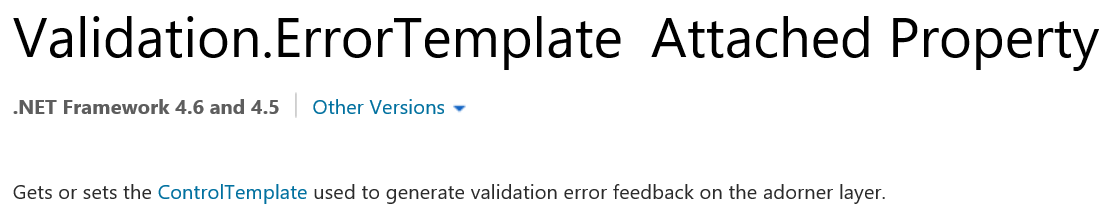 Validation.ErrorTemplate Attached Property
.NET Framework 4.6 and 4.5 | Other Versions
Gets or sets the ControlTemplate used to generate validation error feedback on the adorner layer.